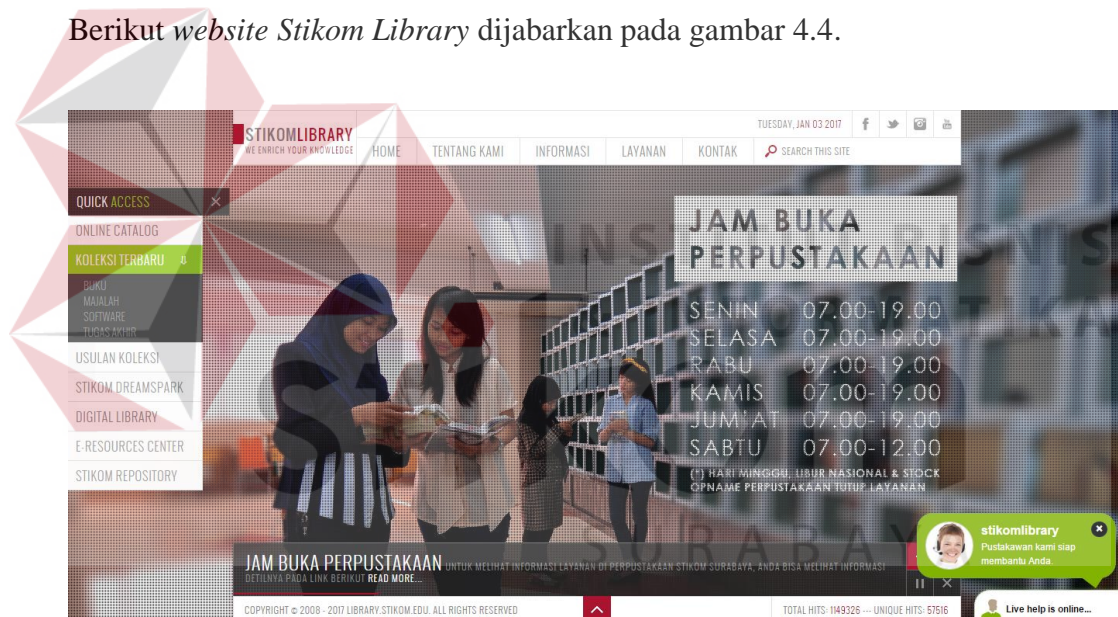 Berikut website Stikom Library dijabarkan pada gambar 4.4.
TUESDAY, JAN 03 2017
STIKOMLIBRARY
WE ENRICH YOUR KNOWLEDGE
HOME TENTANG KAMI INFORMASI LAYANAN KONTAK SEARCH THIS SITE
QUICK ACCESS
ONLINE CATALOG
KOLEKSI TERBARU
BUKU
MAJALAH
SOFTWARE
TUGAS AKHIR
USULAN KOLEKSI
STIKOM DREAMSPARK
DIGITAL LIBRARY
E-RESOURCES CENTER
STIKOM REPOSITORY
JAM BUKA
PERPUSTAKAAN
SENIN 07.00-19.00
SELASA 07.00-19.00
RABU 07.00-19.00
KAMIS 07.00-19.00
JUM'AT 07.00-19.00
SABTU 07.00-12.00
(*) HARI MINGGU, LIBUR NASIONAL & STOCK
OPNAME PERPUSTAKAAN TUTUP LAYANAN
SURABAYA
stikomlibrary
Pustakawan kami siap
membantu Anda.
JAM BUKA PERPUSTAKAAN UNTUK MELIHAT INFORMASI LAYANAN DI PERPUSTAKAAN STIKOM SURABAYA, ANDA BISA MELIHAT INFORMASI
DETILNYA PADA LINK BERIKUT READ MORE...
COPYRIGHT © 2008 - 2017 LIBRARY.STIKOM.EDU. ALL RIGHTS RESERVED
TOTAL HITS: 1149326 --- UNIQUE HITS: 57516
Live help is online...